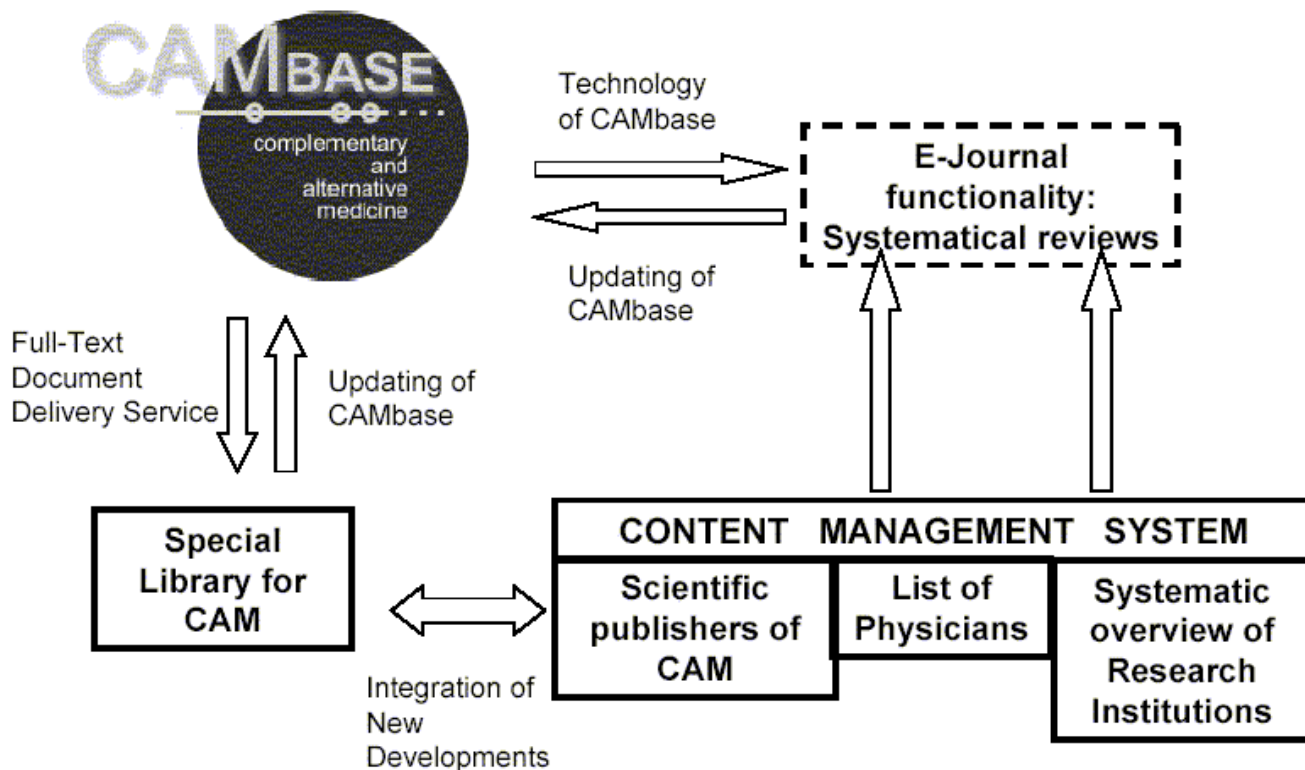 CAMBASE
complementary
and
alternative
medicine
Technology
of CAMbase
E-Journal
functionality:
Systematical reviews
Updating of
CAMbase
Full-Text
Document
Delivery Service
Updating of
CAMbase
Special
Library for
CAM
Integration of
New
Developments
CONTENT MANAGEMENT SYSTEM
Scientific
publishers of
CAM
List of
Physicians
Systematic
overview of
Research
Institutions